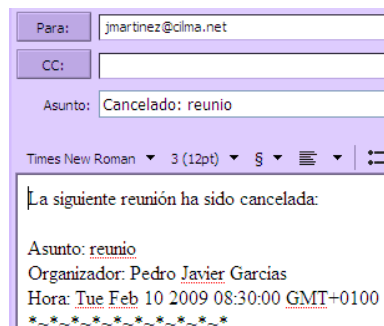 Para: jmartinez@cilma.net
CC:
Asunto: Cancelado: reunio
Times New Roman 3 (12pt) §
La siguiente reunión ha sido cancelada:
Asunto: reunio
Organizador: Pedro Javier Garcias
Hora: Tue Feb 10 2009 08:30:00 GMT+0100
*~*~*~*~*~*~*~*~*~*